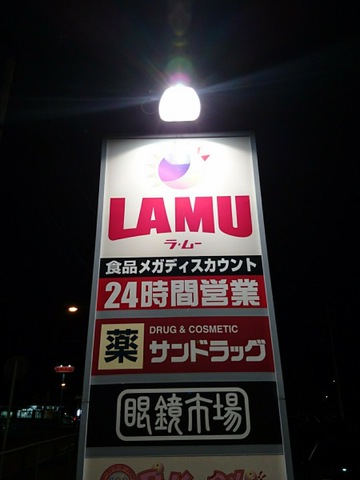 LAMU
ラ・ムー
食品メガディスカウント
24時間営業
薬
DRUG & COSMETIC
サンドラッグ
眼鏡市場